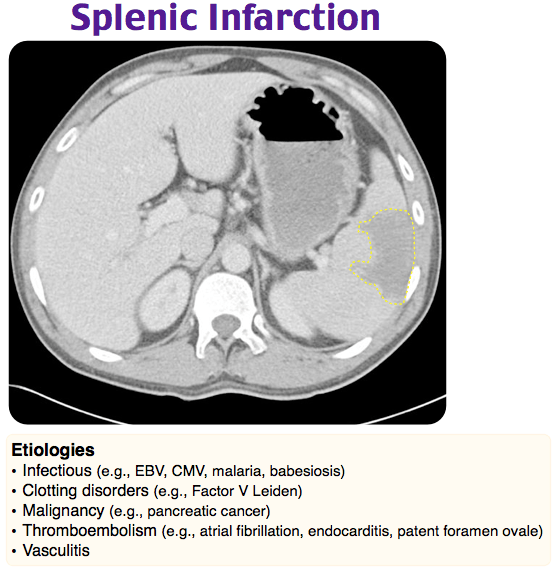 Splenic Infarction
Etiologies
• Infectious (e.g., EBV, CMV, malaria, babesiosis)
• Clotting disorders (e.g., Factor V Leiden)
• Malignancy (e.g., pancreatic cancer)
• Thromboembolism (e.g., atrial fibrillation, endocarditis, patent foramen ovale)
• Vasculitis